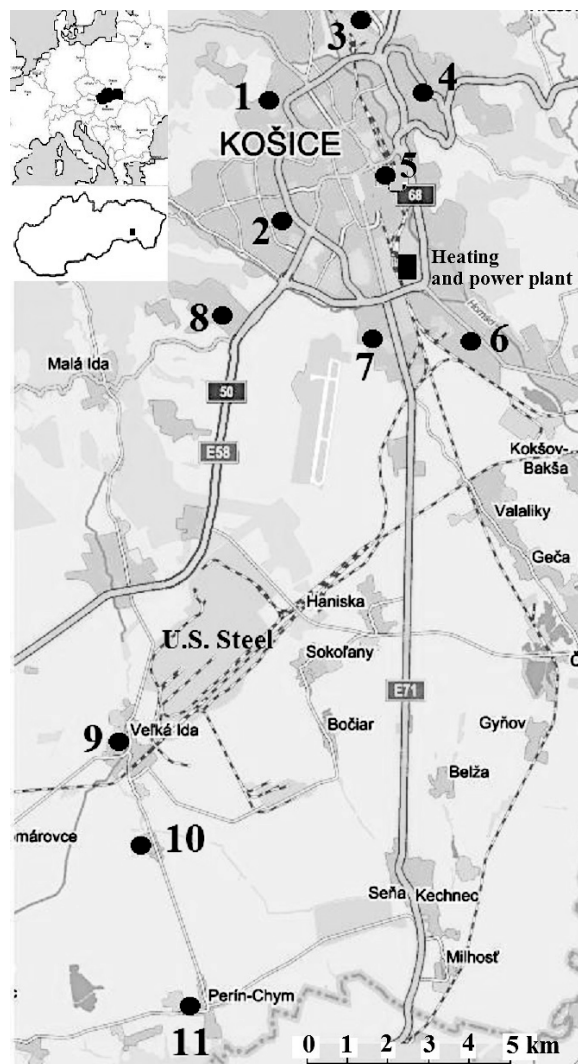 3
1
4
KOŠICE
5
68
2
Heating
and power plant
8
7
6
Malá Ida
50
E58
Kokšov-
Bakša
Valaliky
Geča
Haniska
U.S. Steel
Sokoľany
E71
9
Veľká Ida
Bočiar
Gyňov
Belža
omárovce
10
Seňa
Kechnec
Milhosť
Perín-Chym
11
0 1 2 3 4 5 km